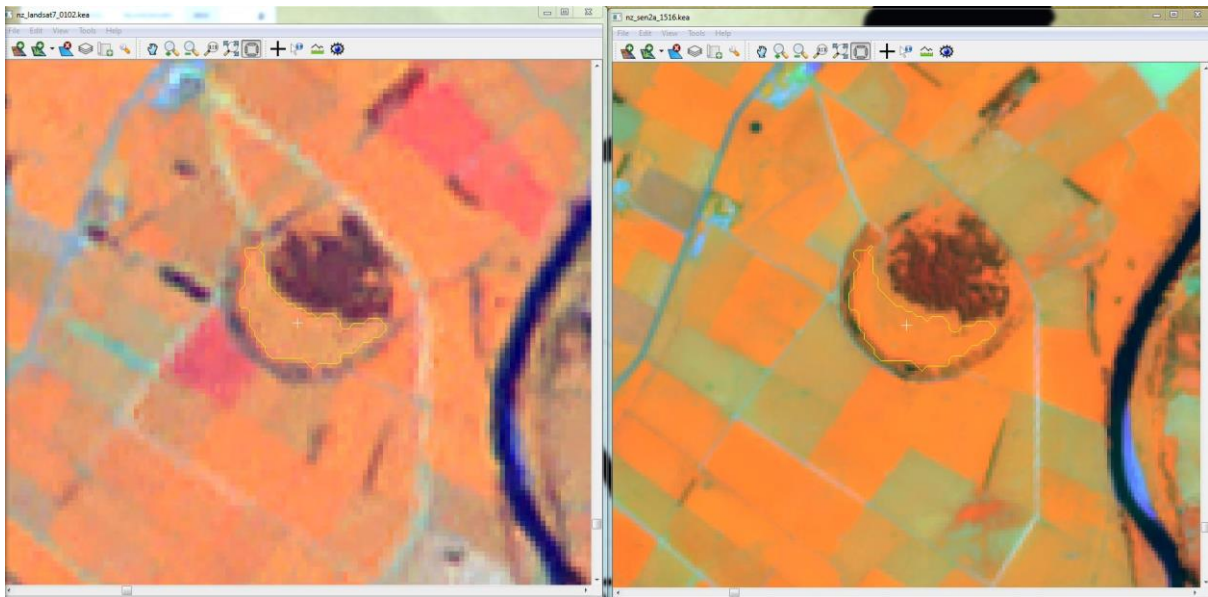 nz_landsat7_0102.kea
File Edit View Tools Help
nz_sen2a_1516.kea
File Edit View Tools Help